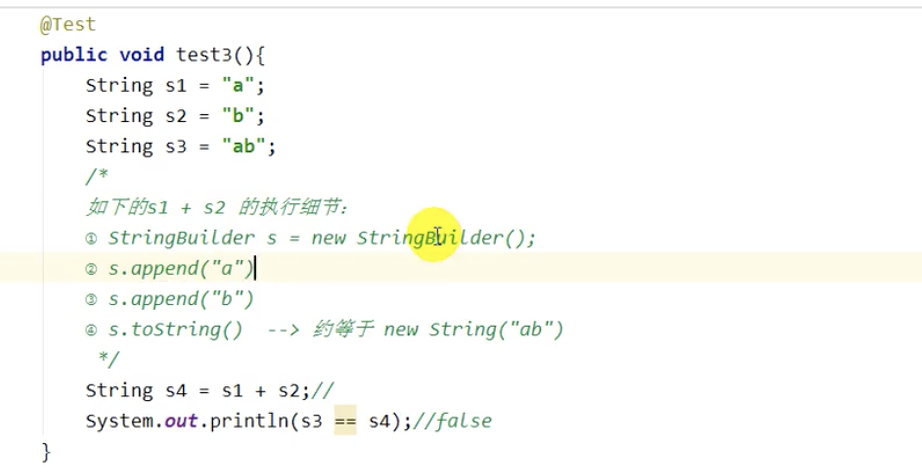 @Test
public void test3(){
String s1 = "a";
String s2 = "b";
String s3 = "ab";
/*
如下的s1 + s2 的执行细节：
① StringBuilder s = new StringBuilder();
② s.append("a")
③ s.append("b")
④ s.toString()  --> 约等于 new String("ab")
*/
String s4 = s1 + s2;//
System.out.println(s3 == s4);//false
}